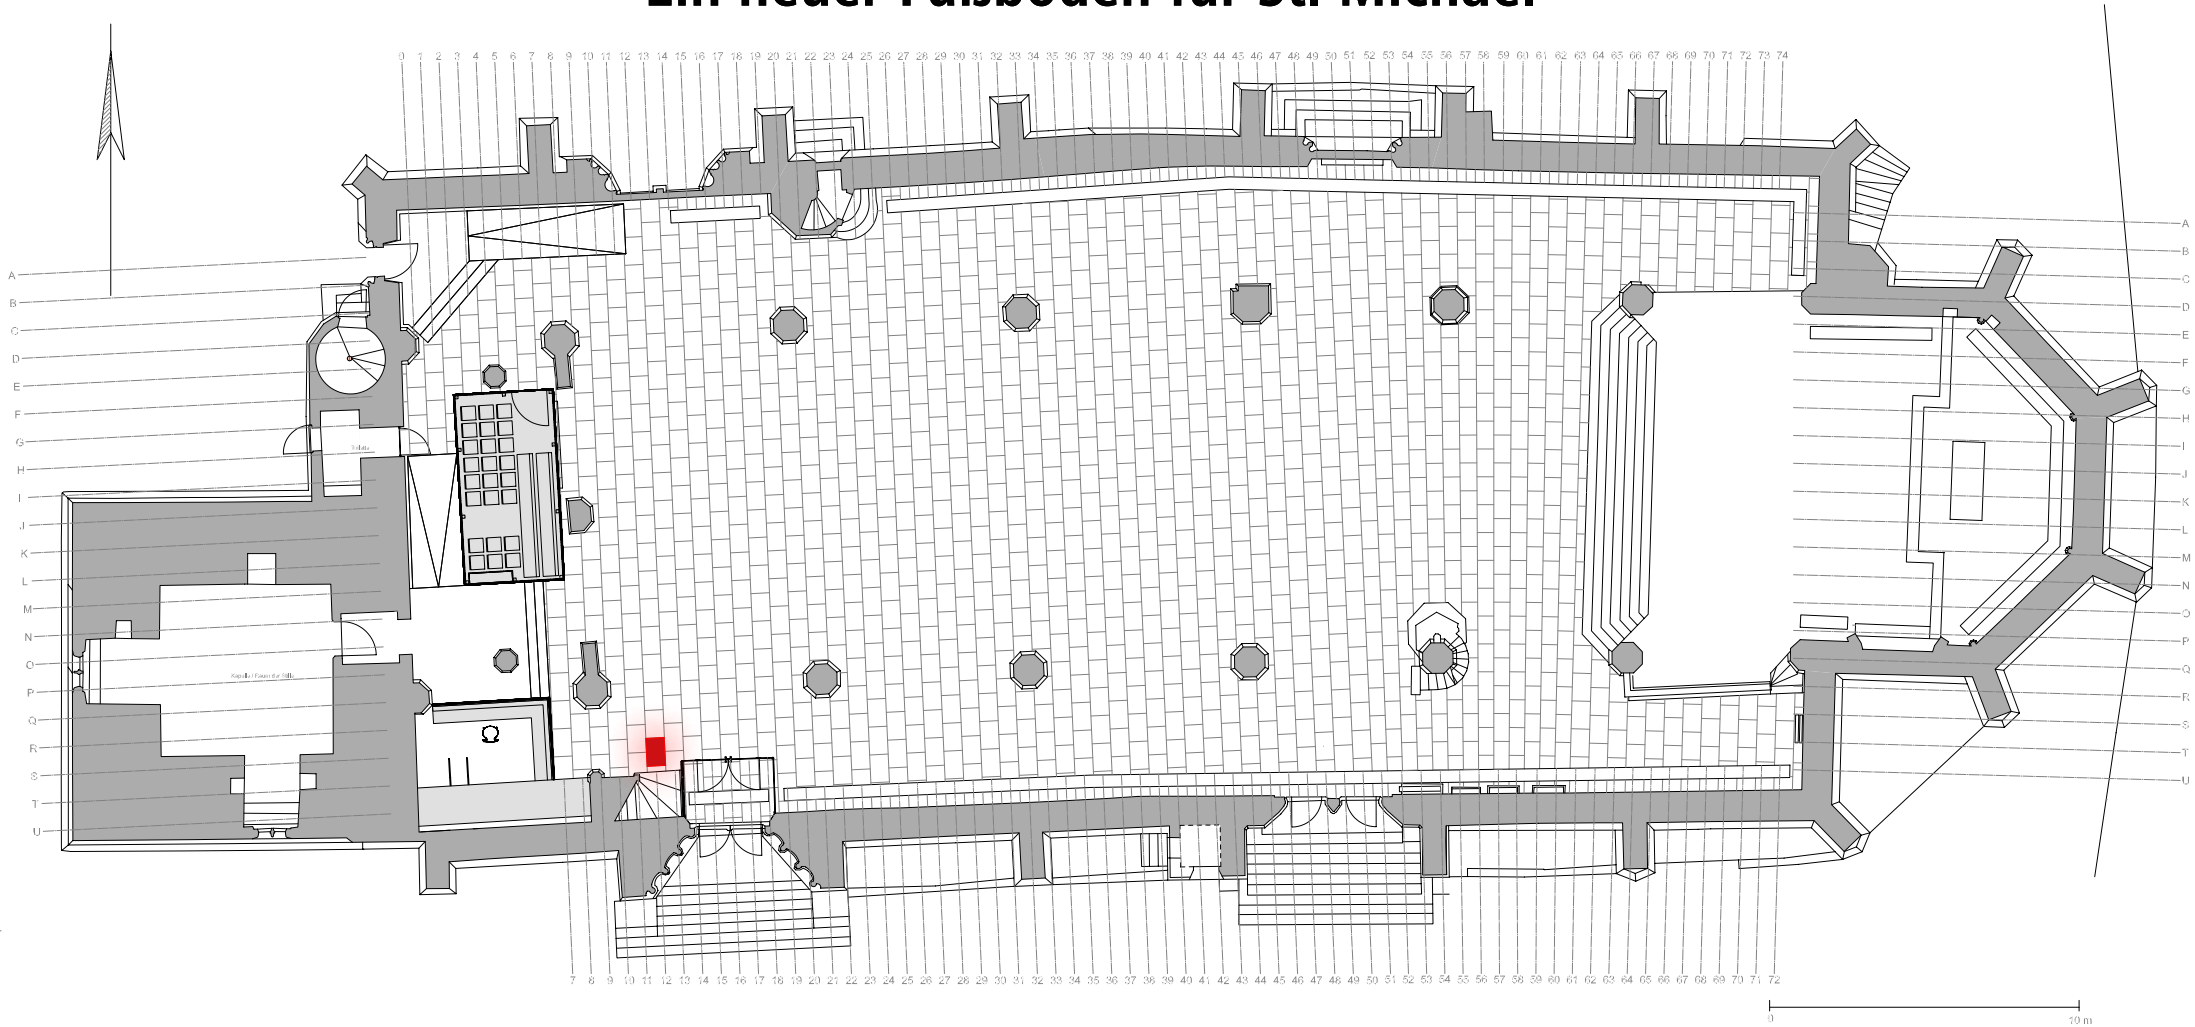 Ein neuer Fußboden für St. Michael
0 1 2 3 4 5 6 7 8 9 10 11 12 13 14 15 16 17 18 19 20 21 22 23 24 25 26 27 28 29 30 31 32 33 34 35 36 37 38 39 40 41 42 43 44 45 46 47 48 49 50 51 52 53 54 55 56 57 58 59 60 61 62 63 64 65 66 67 68 69 70 71 72 73 74
A
B
C
D
E
F
G
H
I
J
K
L
M
N
O
P
Q
R
S
T
U
Kapelle / Raum der Stille
A
B
C
D
E
F
G
H
I
J
K
L
M
N
O
P
Q
R
S
T
U
7 8 9 10 11 12 13 14 15 16 17 18 19 20 21 22 23 24 25 26 27 28 29 30 31 32 33 34 35 36 37 38 39 40 41 42 43 44 45 46 47 48 49 50 51 52 53 54 55 56 57 58 59 60 61 62 63 64 65 66 67 68 69 70 71 72
0 10 m